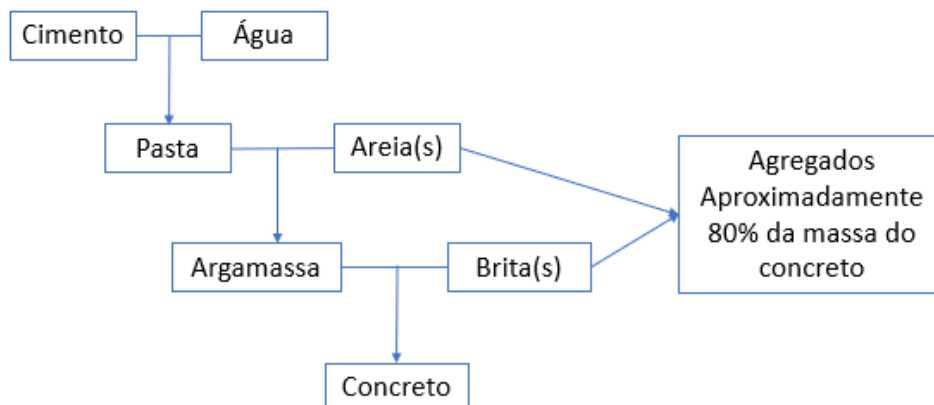 Cimento
Água
Pasta
Areia(s)
Agregados
Aproximadamente
80% da massa do
concreto
Argamassa
Brita(s)
Concreto